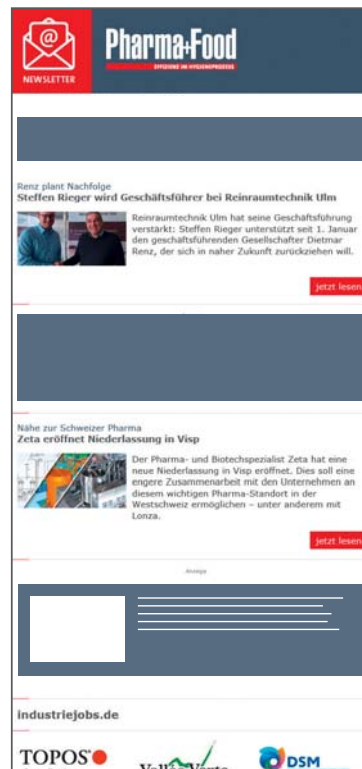 NEWSLETTER
Pharma+Food
EFFIZIENZ IM HYGIENEPROZESS
Renz plant Nachfolge
Steffen Rieger wird Geschäftsführer bei Reinraumtechnik Ulm
Reinraumtechnik Ulm hat seine Geschäftsführung
verstärkt: Steffen Rieger unterstützt seit 1. Januar
den geschäftsführenden Gesellschafter Dietmar
Renz, der sich in naher Zukunft zurückziehen will.
jetzt lesen
Nähe zur Schweizer Pharma
Zeta eröffnet Niederlassung in Visp
Der Pharma- und Biotechspezialist Zeta hat eine
neue Niederlassung in Visp eröffnet. Dies soll eine
engere Zusammenarbeit mit den Unternehmen an
diesem wichtigen Pharma-Standort in der
Westschweiz ermöglichen – unter anderem mit
Lonza.
jetzt lesen
Anzeige
industriejobs.de
TOPOS
DSM